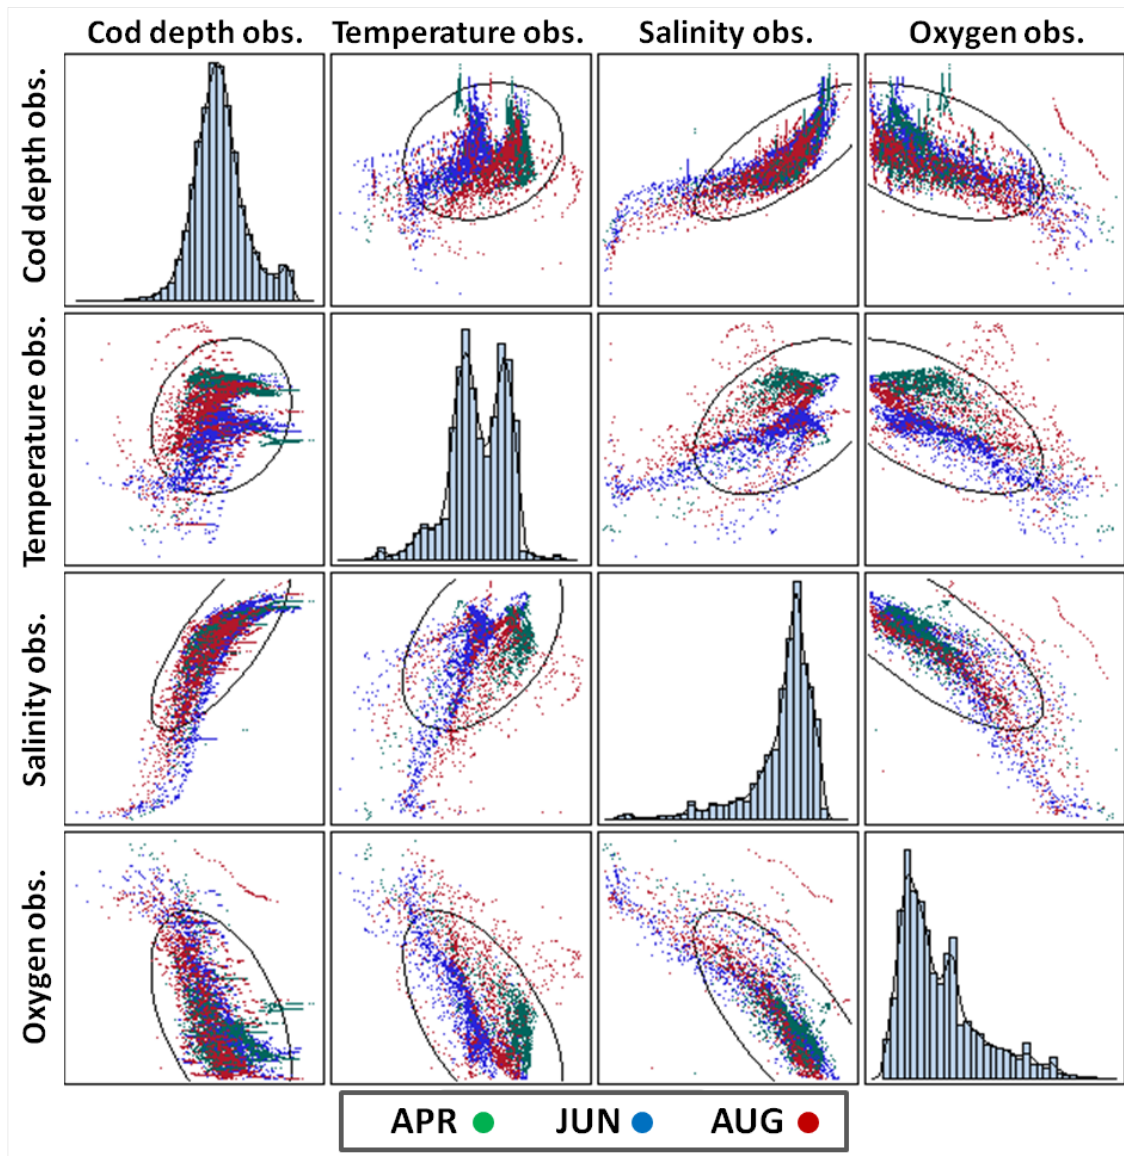 Cod depth obs. Temperature obs. Salinity obs. Oxygen obs.
Cod depth obs.
Temperature obs.
Salinity obs.
Oxygen obs.
APR JUN AUG